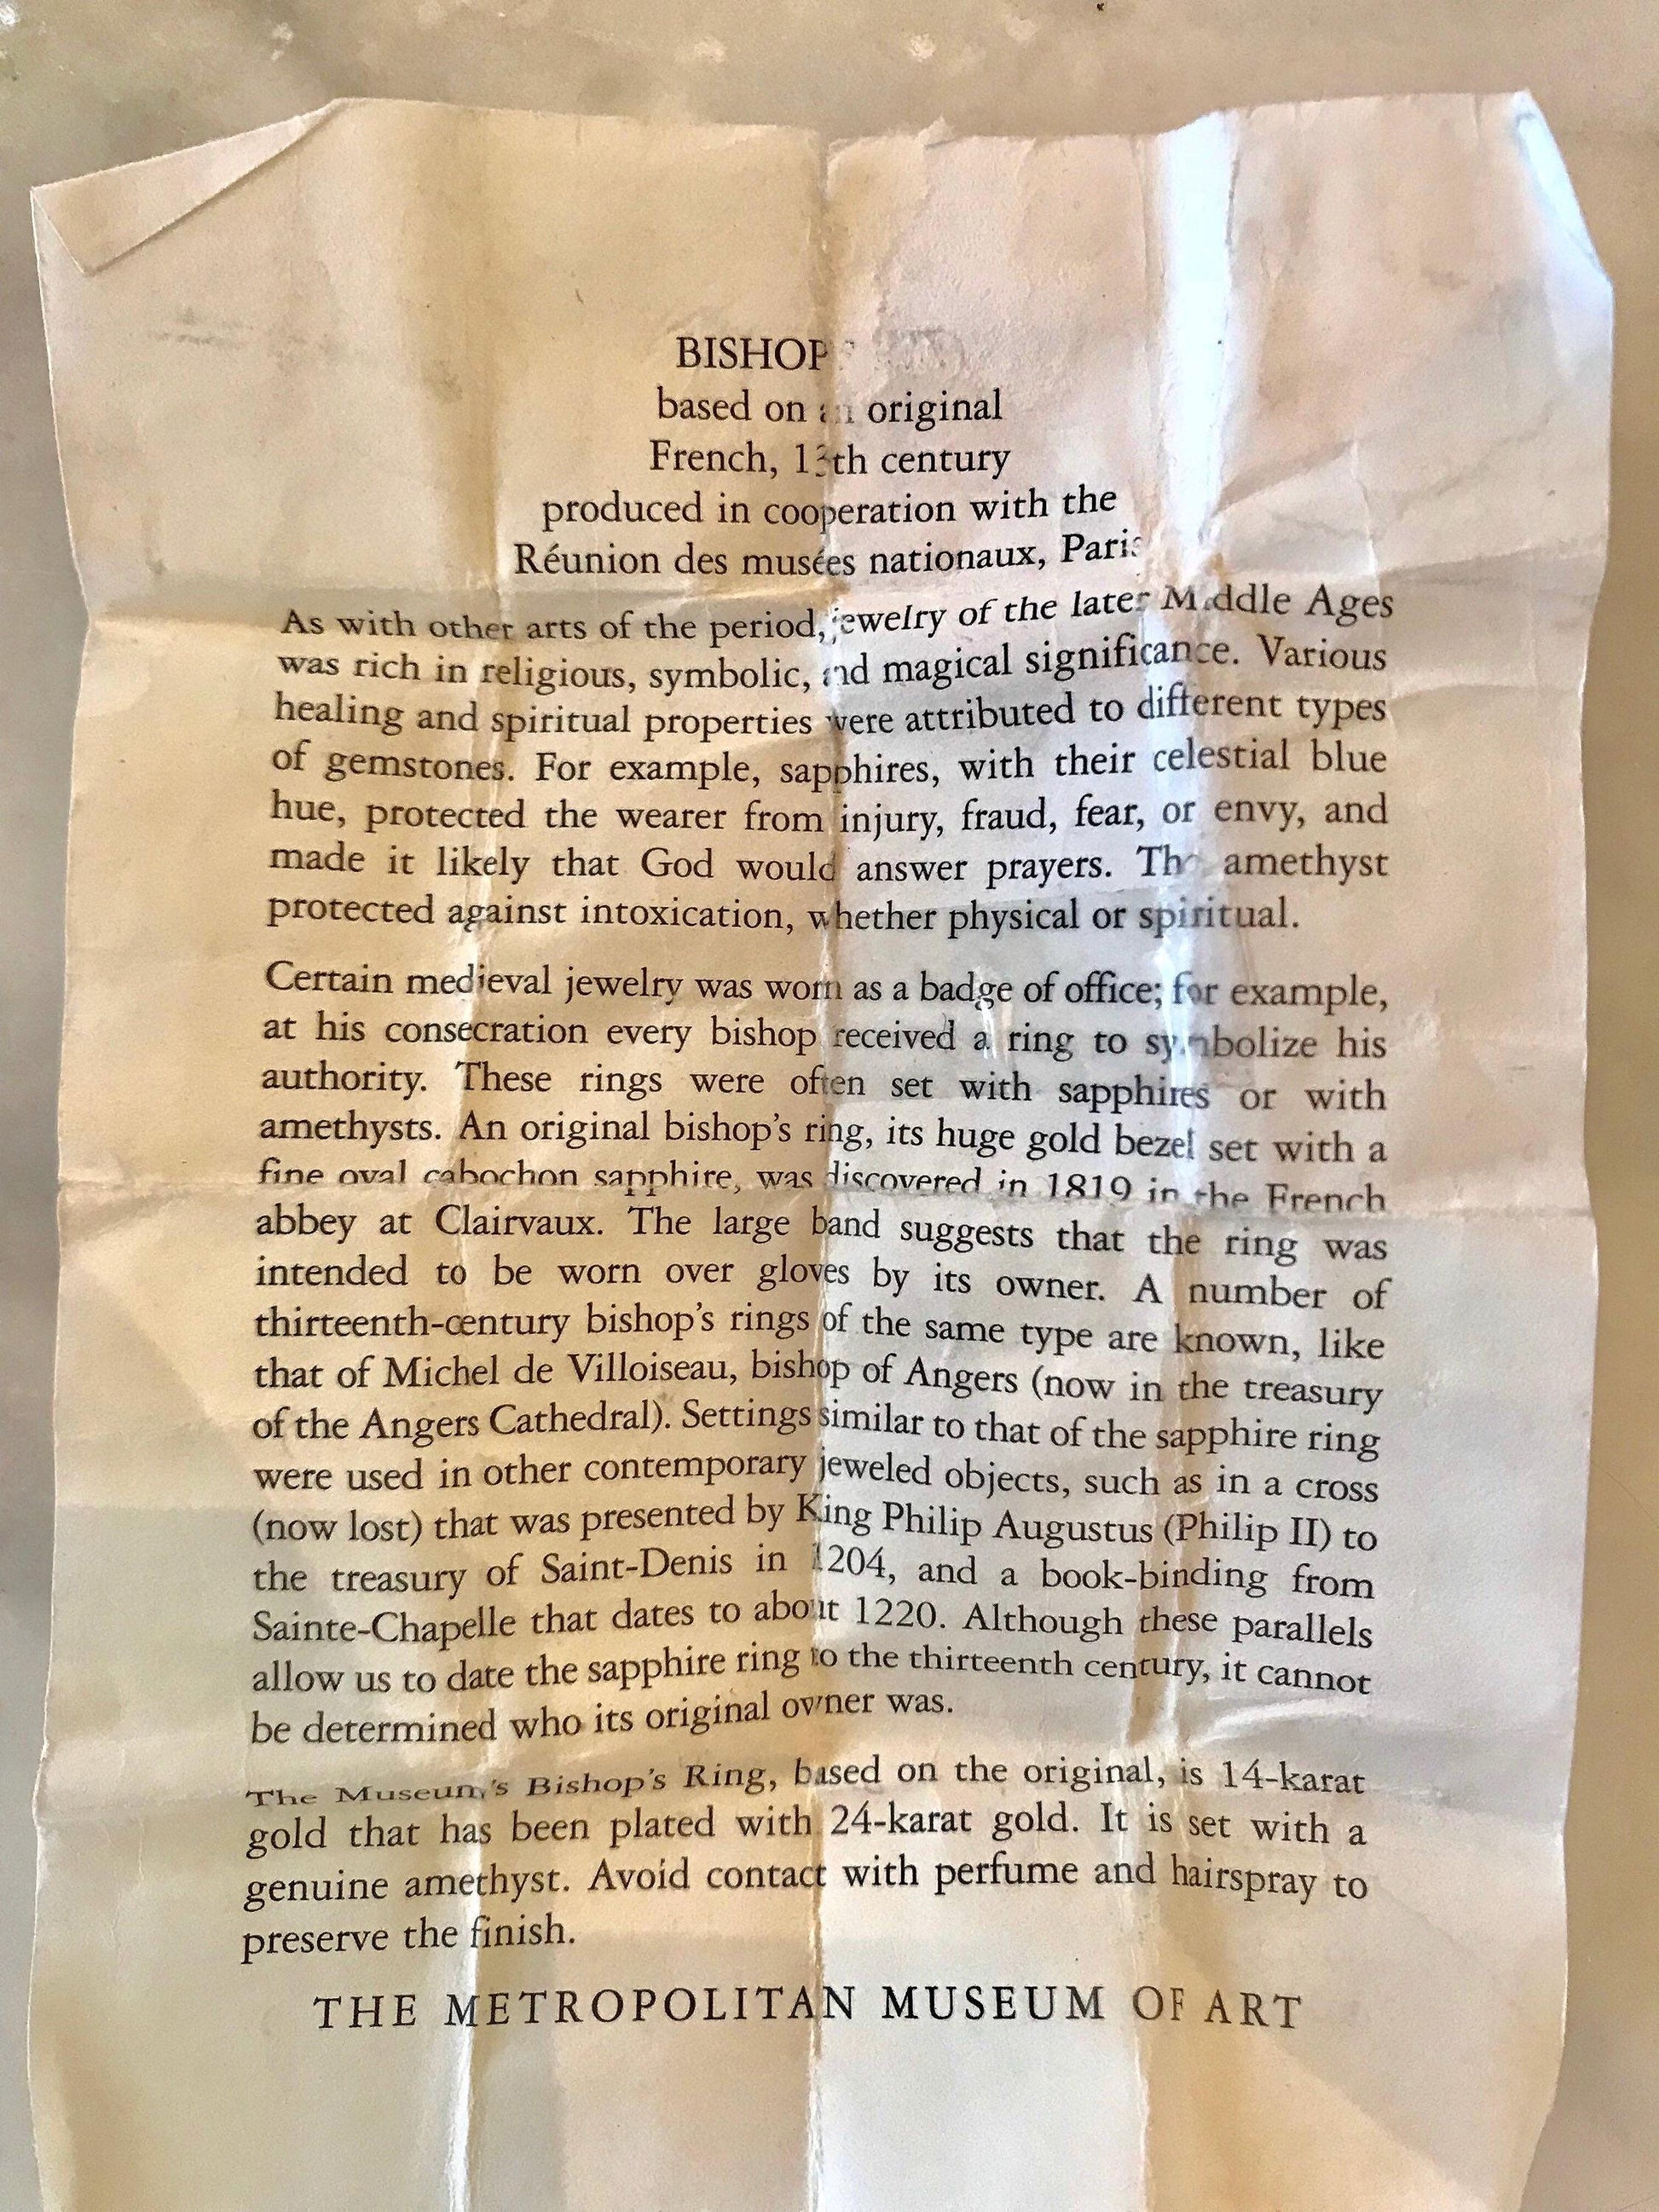 BISHOP
based on an original
French, 13th century
produced in cooperation with the
Réunion des musées nationaux, Paris
As with other arts of the period, jewelry of the later Middle Ages
was rich in religious, symbolic, and magical significance. Various
healing and spiritual properties were attributed to different types
of gemstones. For example, sapphires, with their celestial blue
hue, protected the wearer from injury, fraud, fear, or envy, and
made it likely that God would answer prayers. The amethyst
protected against intoxication, whether physical or spiritual.
Certain medieval jewelry was worn as a badge of office; for example,
at his consecration every bishop received a ring to symbolize his
authority. These rings were often set with sapphires or with
amethysts. An original bishop's ring, its huge gold bezel set with a
fine oval cabochon sapphire, was discovered in 1819 in the French
abbey at Clairvaux. The large band suggests that the ring was
intended to be worn over gloves by its owner. A number of
thirteenth-century bishop's rings of the same type are known, like
that of Michel de Villoiseau, bishop of Angers (now in the treasury
of the Angers Cathedral). Settings similar to that of the sapphire ring
were used in other contemporary jeweled objects, such as in a cross
(now lost) that was presented by King Philip Augustus (Philip II) to
the treasury of Saint-Denis in 1204, and a book-binding from
Sainte-Chapelle that dates to about 1220. Although these parallels
allow us to date the sapphire ring to the thirteenth century, it cannot
be determined who its original owner was.
The Museum's Bishop's Ring, based on the original, is 14-karat
gold that has been plated with 24-karat gold. It is set with a
genuine amethyst. Avoid contact with perfume and hairspray to
preserve the finish.
THE METROPOLITAN MUSEUM OF ART